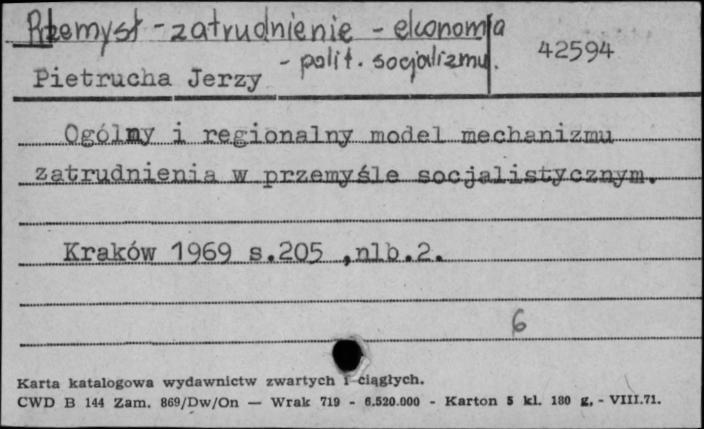 Przemysł - zatrudnienie - ekonomia
- polit. socjalizmu.
42594
Pietrucha Jerzy
Ogólny i regionalny model mechanizmu
zatrudnienia w przemyśle socjalistycznym.
Kraków 1969 s.205 ,nlb.2.
6
Karta katalogowa wydawnictw zwartych i ciągłych.
CWD B 144 Zam. 869/Dw/On — Wrak 719 - 6.520.000 - Karton 5 kl. 180 g. - VIII.71.